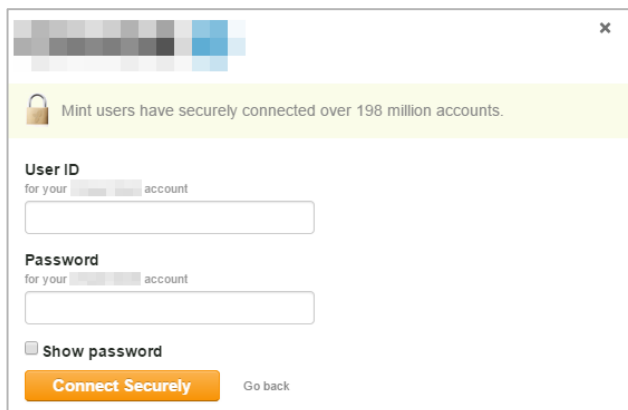 Mint users have securely connected over 198 million accounts.
User ID
for your account
Password
for your account
Show password
Connect Securely
Go back